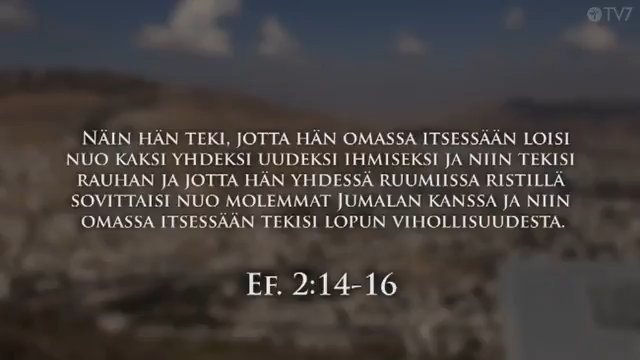 TV7
Näin hän teki, jotta hän omassa itsessään loisi
nuo kaksi yhdeksi uudeksi ihmiseksi ja niin tekisi
rauhan ja jotta hän yhdessä ruumiissa ristillä
sovittaisi nuo molemmat Jumalan kanssa ja niin
omassa itsessään tekisi lopun vihollisuudesta.
Ef. 2:14-16